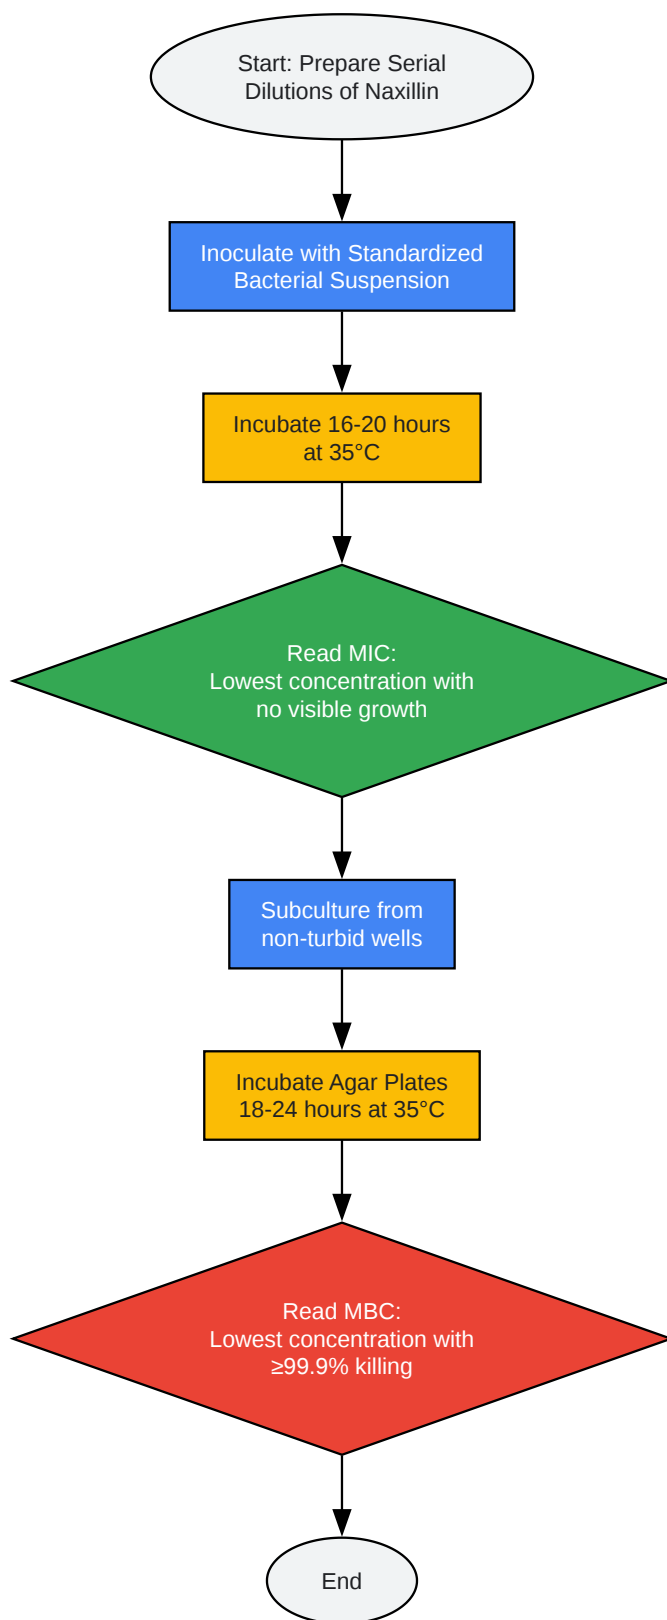 Start: Prepare Serial
Dilutions of Naxillin
Inoculate with Standardized
Bacterial Suspension
Incubate 16-20 hours
at 35°C
Read MIC:
Lowest concentration with
no visible growth
Subculture from
non-turbid wells
Incubate Agar Plates
18-24 hours at 35°C
Read MBC:
Lowest concentration with
≥99.9% killing
End